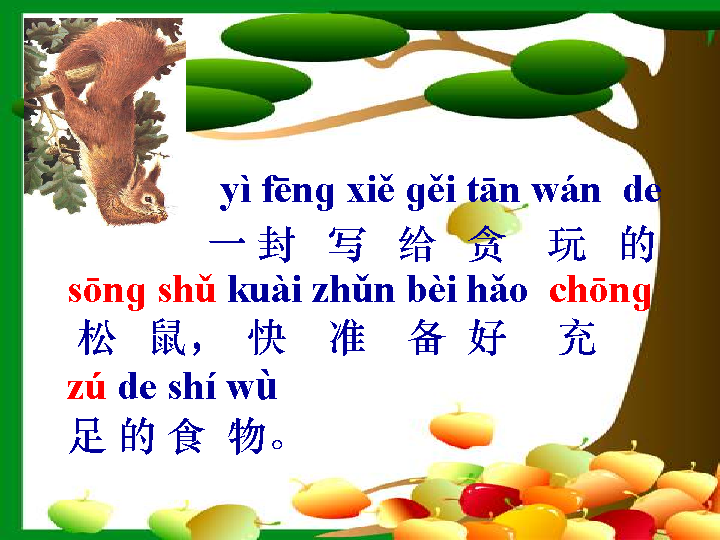 yì fēng xiě gěi tān wán de
一 封 写 给 贪 玩 的
sōng shǔ kuài zhǔn bèi hǎo chōng
松 鼠， 快 准 备 好 充
zú de shí wù
足 的 食 物。